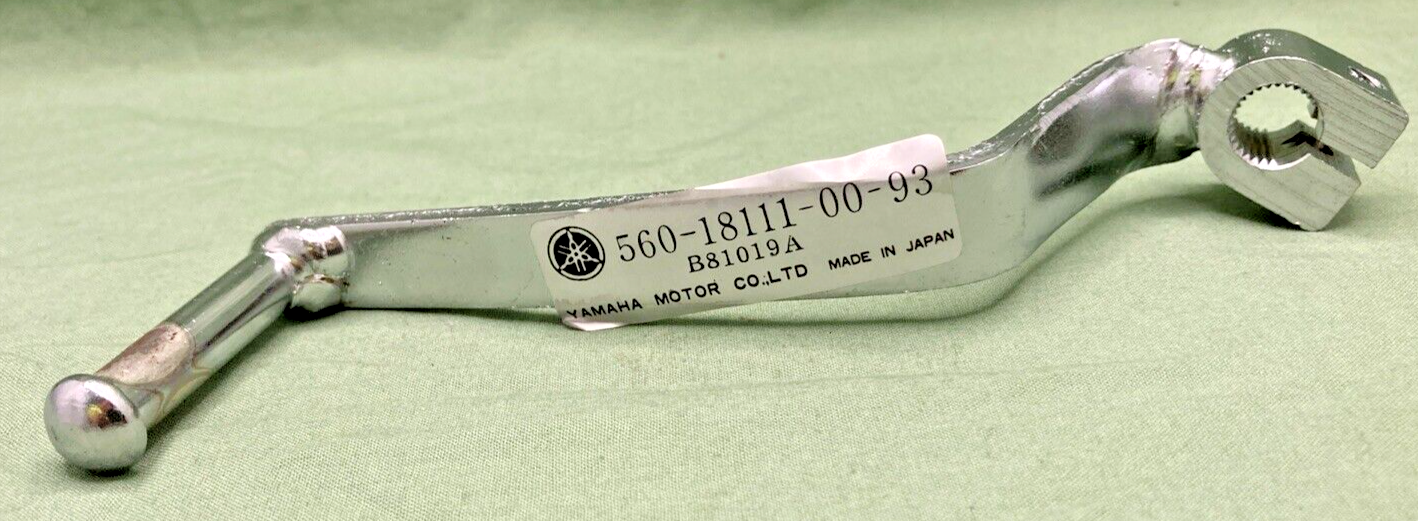 560-18111-00-93
B81019A
YAMAHA MOTOR CO.,LTD MADE IN JAPAN